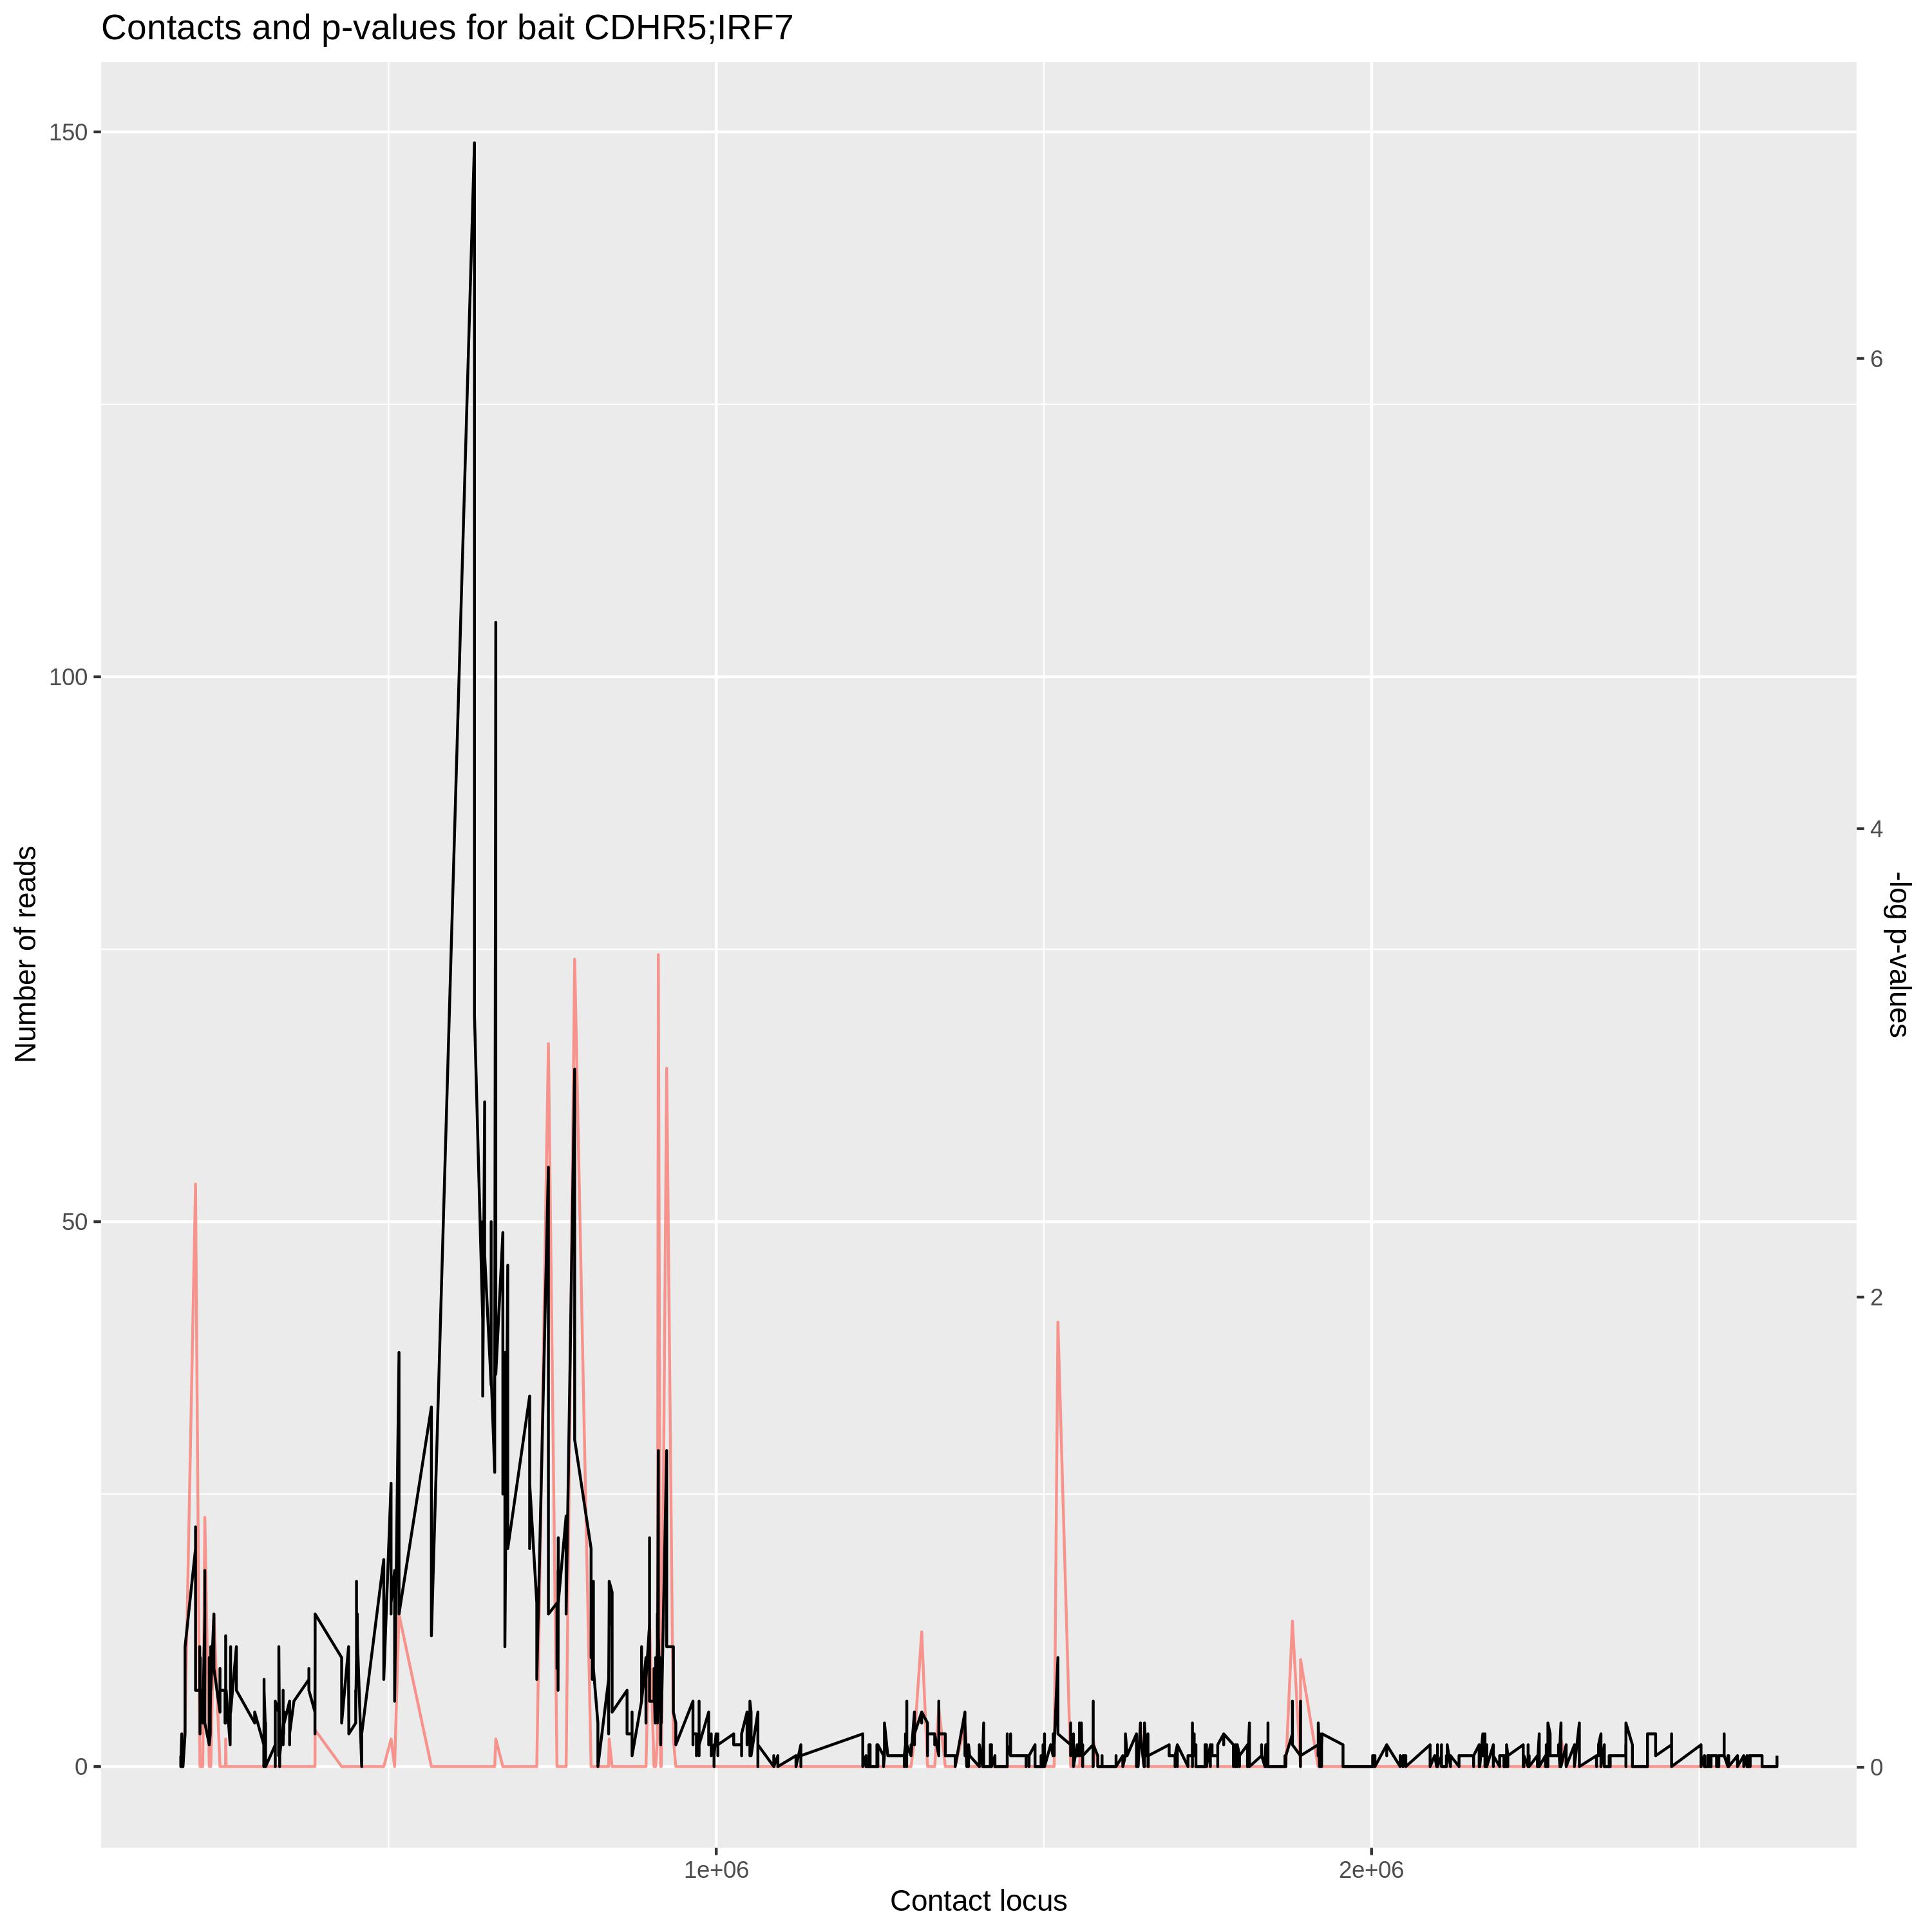 Contacts and p-values for bait CDHR5;IRF7
150
100
50
0
6
4
2
0
Number of reads
-log p-values
1e+06
2e+06
Contact locus